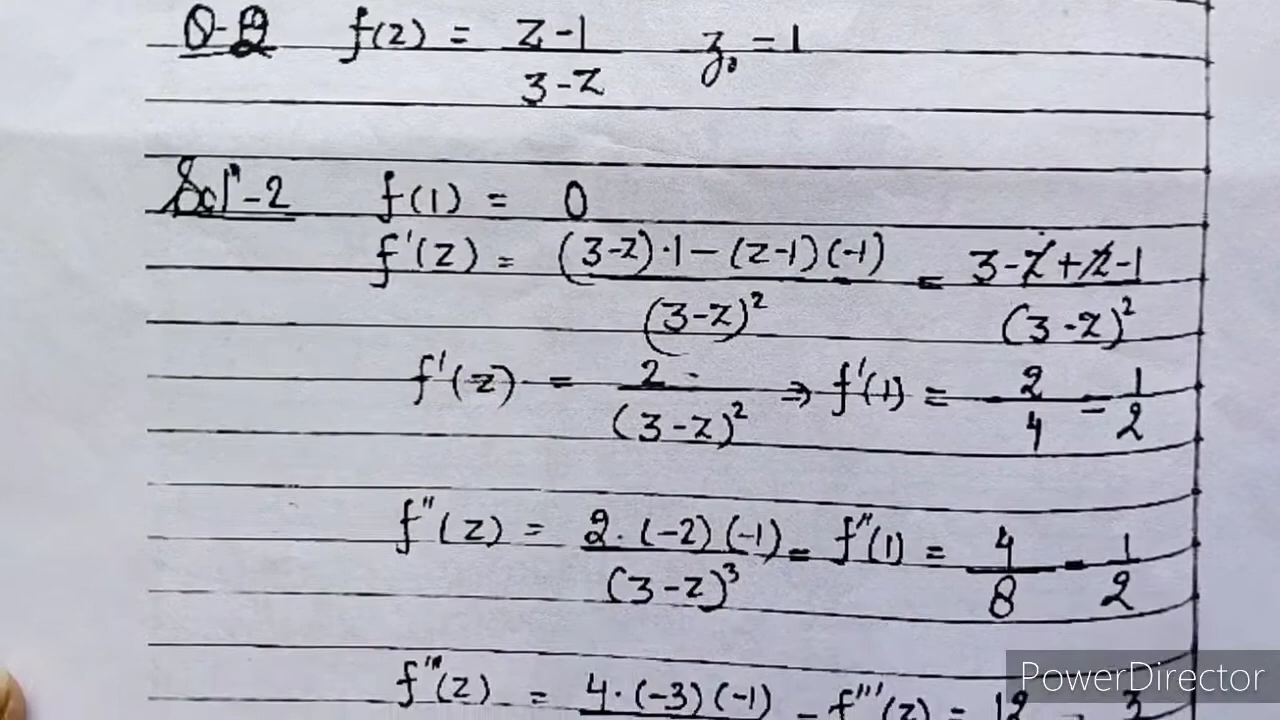 Q-2 f(z) = z-1 / 3-z z₀ = 1
Solⁿ-2 f(1) = 0
f'(z) = (3-z)·1-(z-1)(-1) / (3-z)² = 3-z+z-1 / (3-z)²
f'(z) = 2 / (3-z)² ⇒ f'(1) = 2/4 = 1/2
f''(z) = 2·(-2)(-1) / (3-z)³ = f''(1) = 4/8 = 1/2
f'''(z) = 4·(-3)(-1) = f'''(z) = 12 = 3
PowerDirector